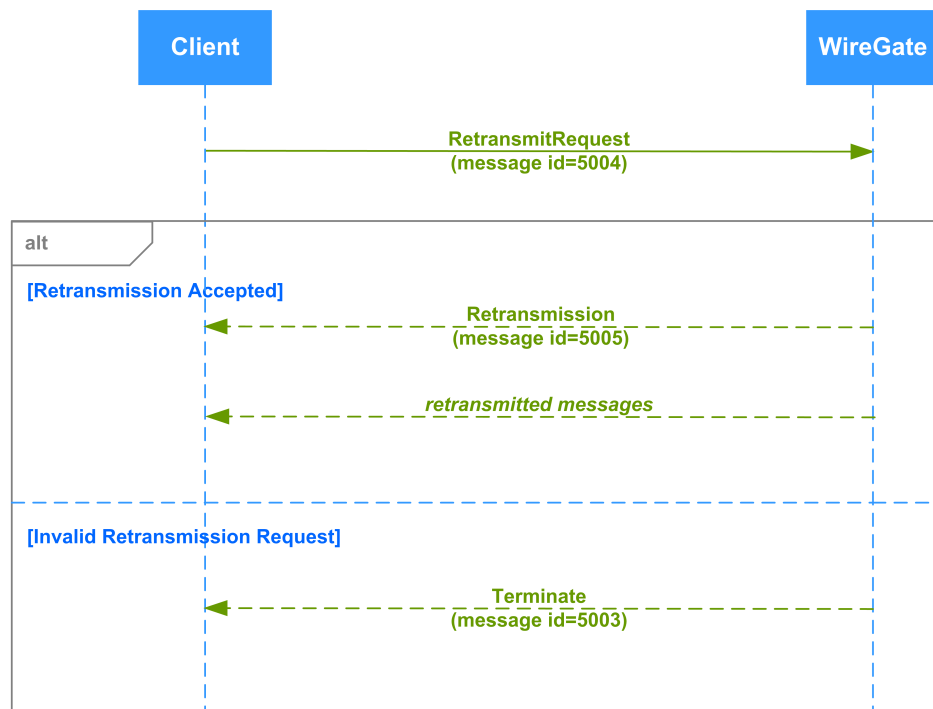 Client
WireGate
RetransmitRequest
(message id=5004)
alt
[Retransmission Accepted]
Retransmission
(message id=5005)
retransmitted messages
[Invalid Retransmission Request]
Terminate
(message id=5003)